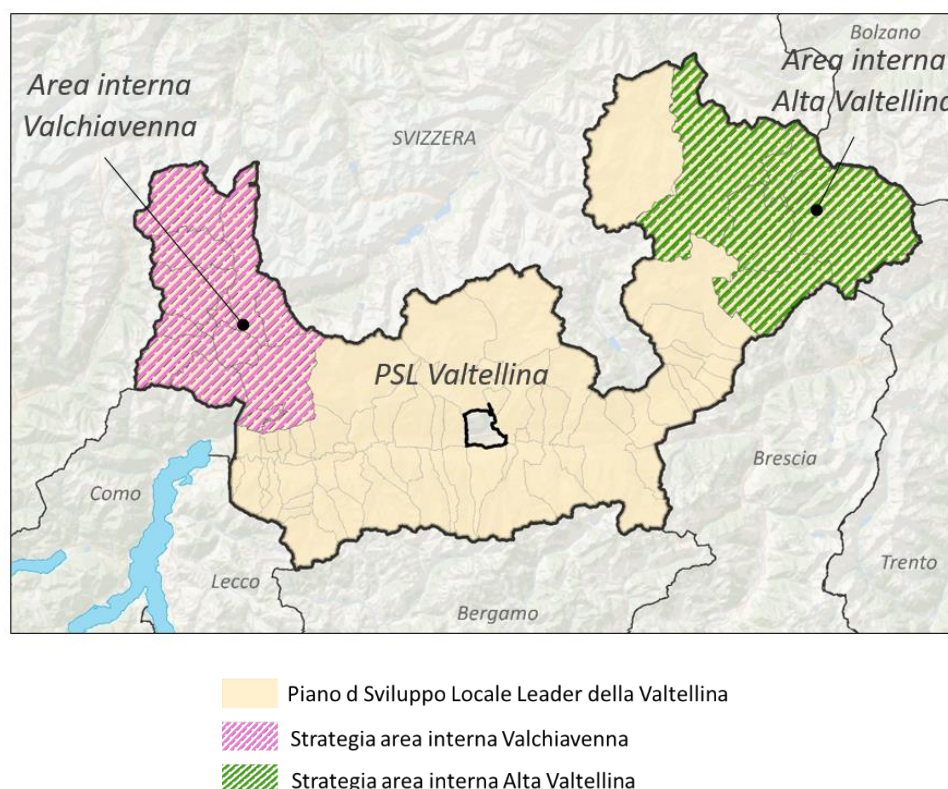 Bolzano
Area interna
Alta Valtellina
Area interna
Valchiavenna
SVIZZERA
PSL Valtellina
Brescia
Como
Trento
Lecco
Bergamo
Piano d Sviluppo Locale Leader della Valtellina
Strategia area interna Valchiavenna
Strategia area interna Alta Valtellina